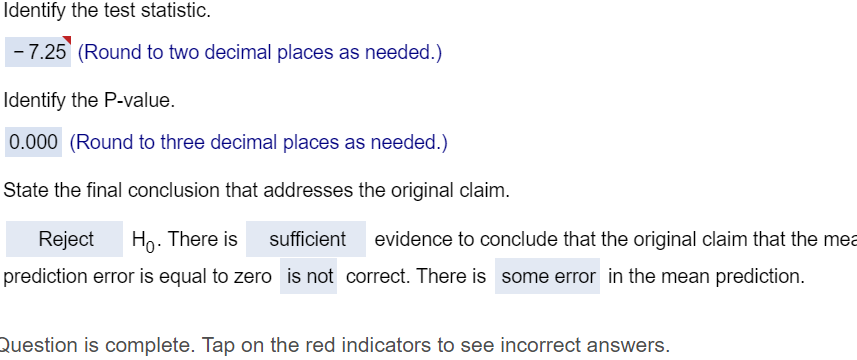 Identify the test statistic.
− 7.25 (Round to two decimal places as needed.)
Identify the P-value.
0.000 (Round to three decimal places as needed.)
State the final conclusion that addresses the original claim.
Reject H₀. There is sufficient evidence to conclude that the original claim that the
prediction error is equal to zero is not correct. There is some error in the mean prediction.
Question is complete. Tap on the red indicators to see incorrect answers.